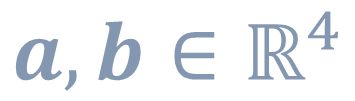 a, b ∈ ℝ⁴